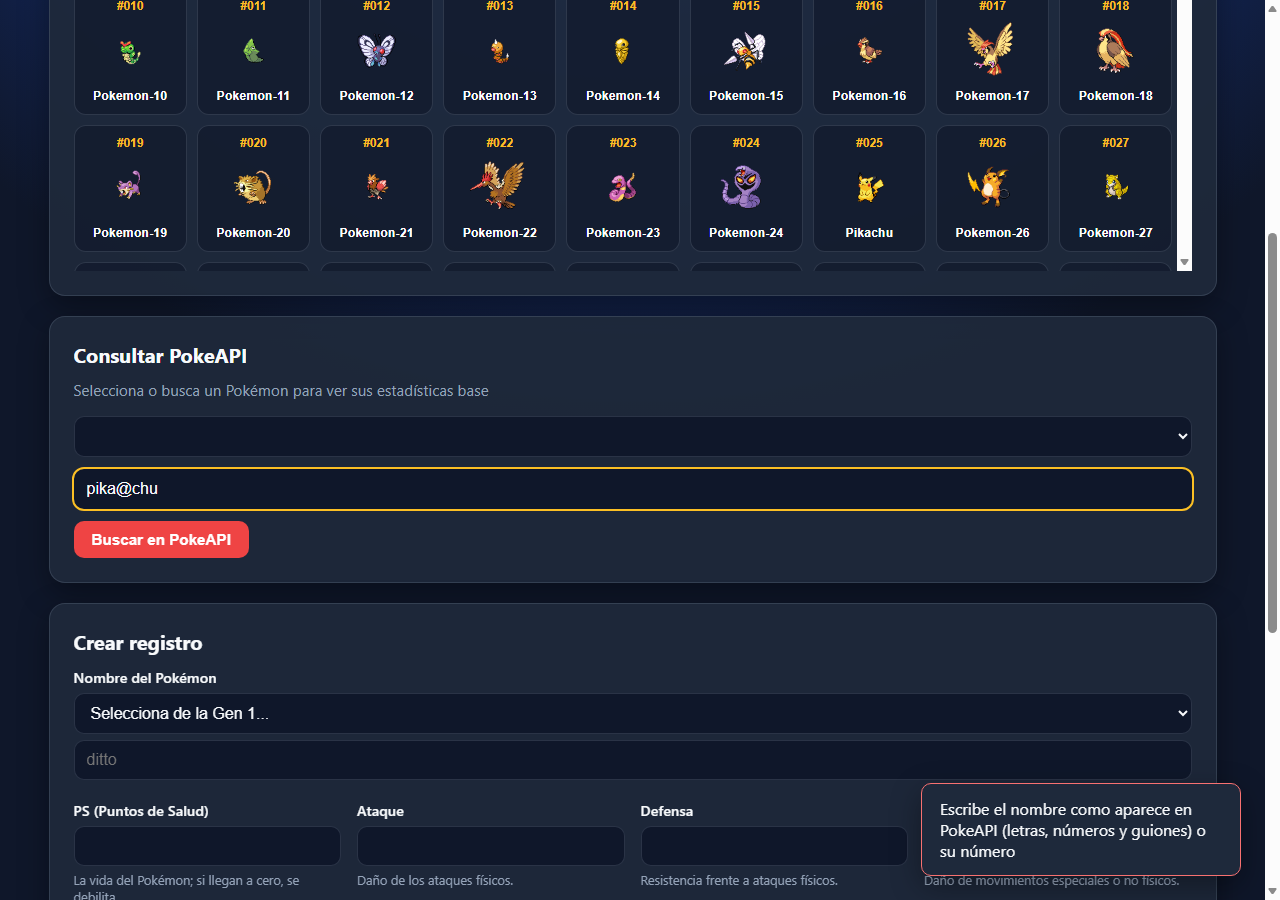 #010 #011 #012 #013 #014 #015 #016 #017 #018
Pokemon-10 Pokemon-11 Pokemon-12 Pokemon-13 Pokemon-14 Pokemon-15 Pokemon-16 Pokemon-17 Pokemon-18
#019 #020 #021 #022 #023 #024 #025 #026 #027
Pokemon-19 Pokemon-20 Pokemon-21 Pokemon-22 Pokemon-23 Pokemon-24 Pikachu Pokemon-26 Pokemon-27
Consultar PokeAPI
Selecciona o busca un Pokémon para ver sus estadísticas base
pika@chu
Buscar en PokeAPI
Crear registro
Nombre del Pokémon
Selecciona de la Gen 1...
ditto
PS (Puntos de Salud)
La vida del Pokémon; si llegan a cero, se
debilita
Ataque
Daño de los ataques físicos.
Defensa
Resistencia frente a ataques físicos.
Escribe el nombre como aparece en
PokeAPI (letras, números y guiones) o
su número
Daño de movimientos especiales o no físicos.